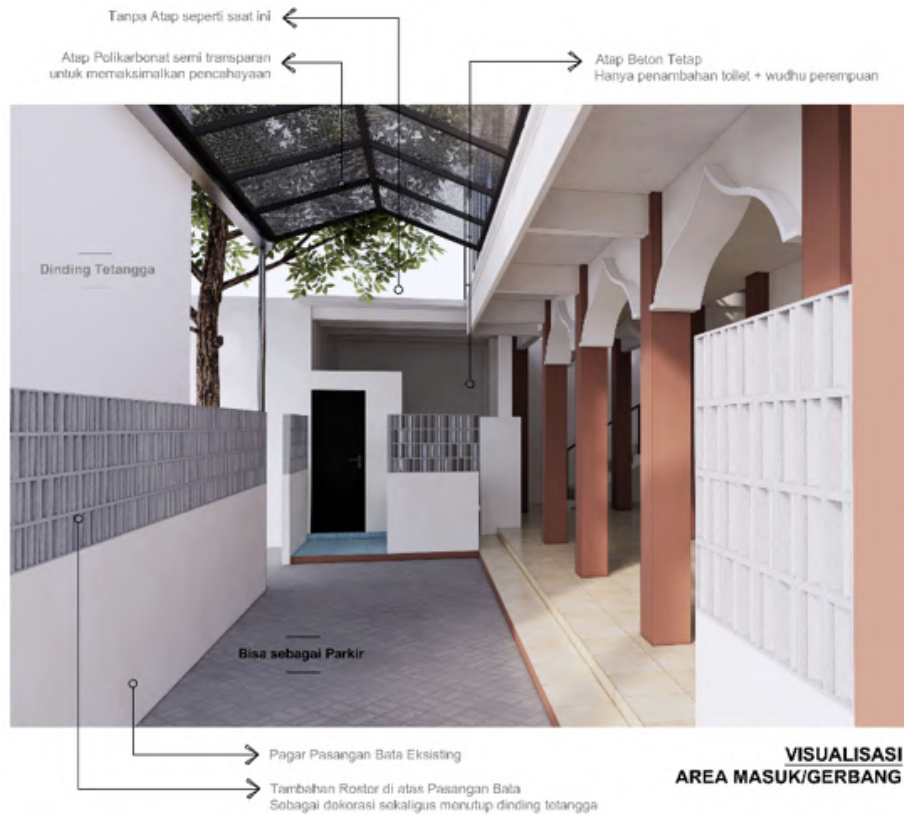 Tanpa Atap seperti saat ini
Atap Polikarbonat semi transparan
untuk memaksimalkan pencahayaan
Atap Beton Tetap
Hanya penambahan toilet + wudhu perempuan
Dinding Tetangga
Bisa sebagai Parkir
Pagar Pasangan Bata Eksisting
Tambahan Rostor di atas Pasangan Bata
Sebagai dekorasi sekaligus menutup dinding tetangga
VISUALISASI
AREA MASUK/GERBANG